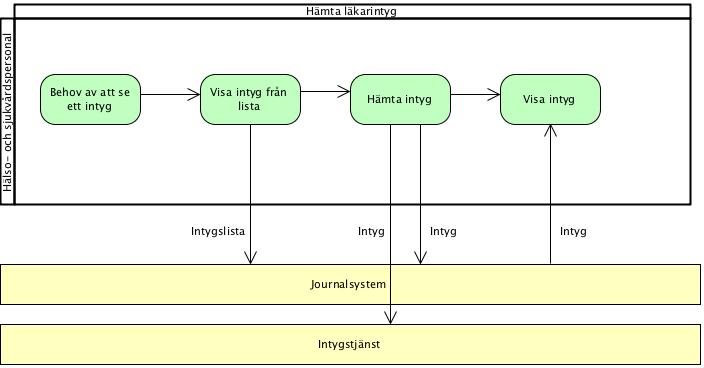 Hämta läkarintyg
Hälso- och sjukvårdspersonal
Behov av att se
ett intyg
Visa intyg från
lista
Hämta intyg
Visa intyg
Intygslista
Intyg
Intyg
Intyg
Journalsystem
Intygstjänst